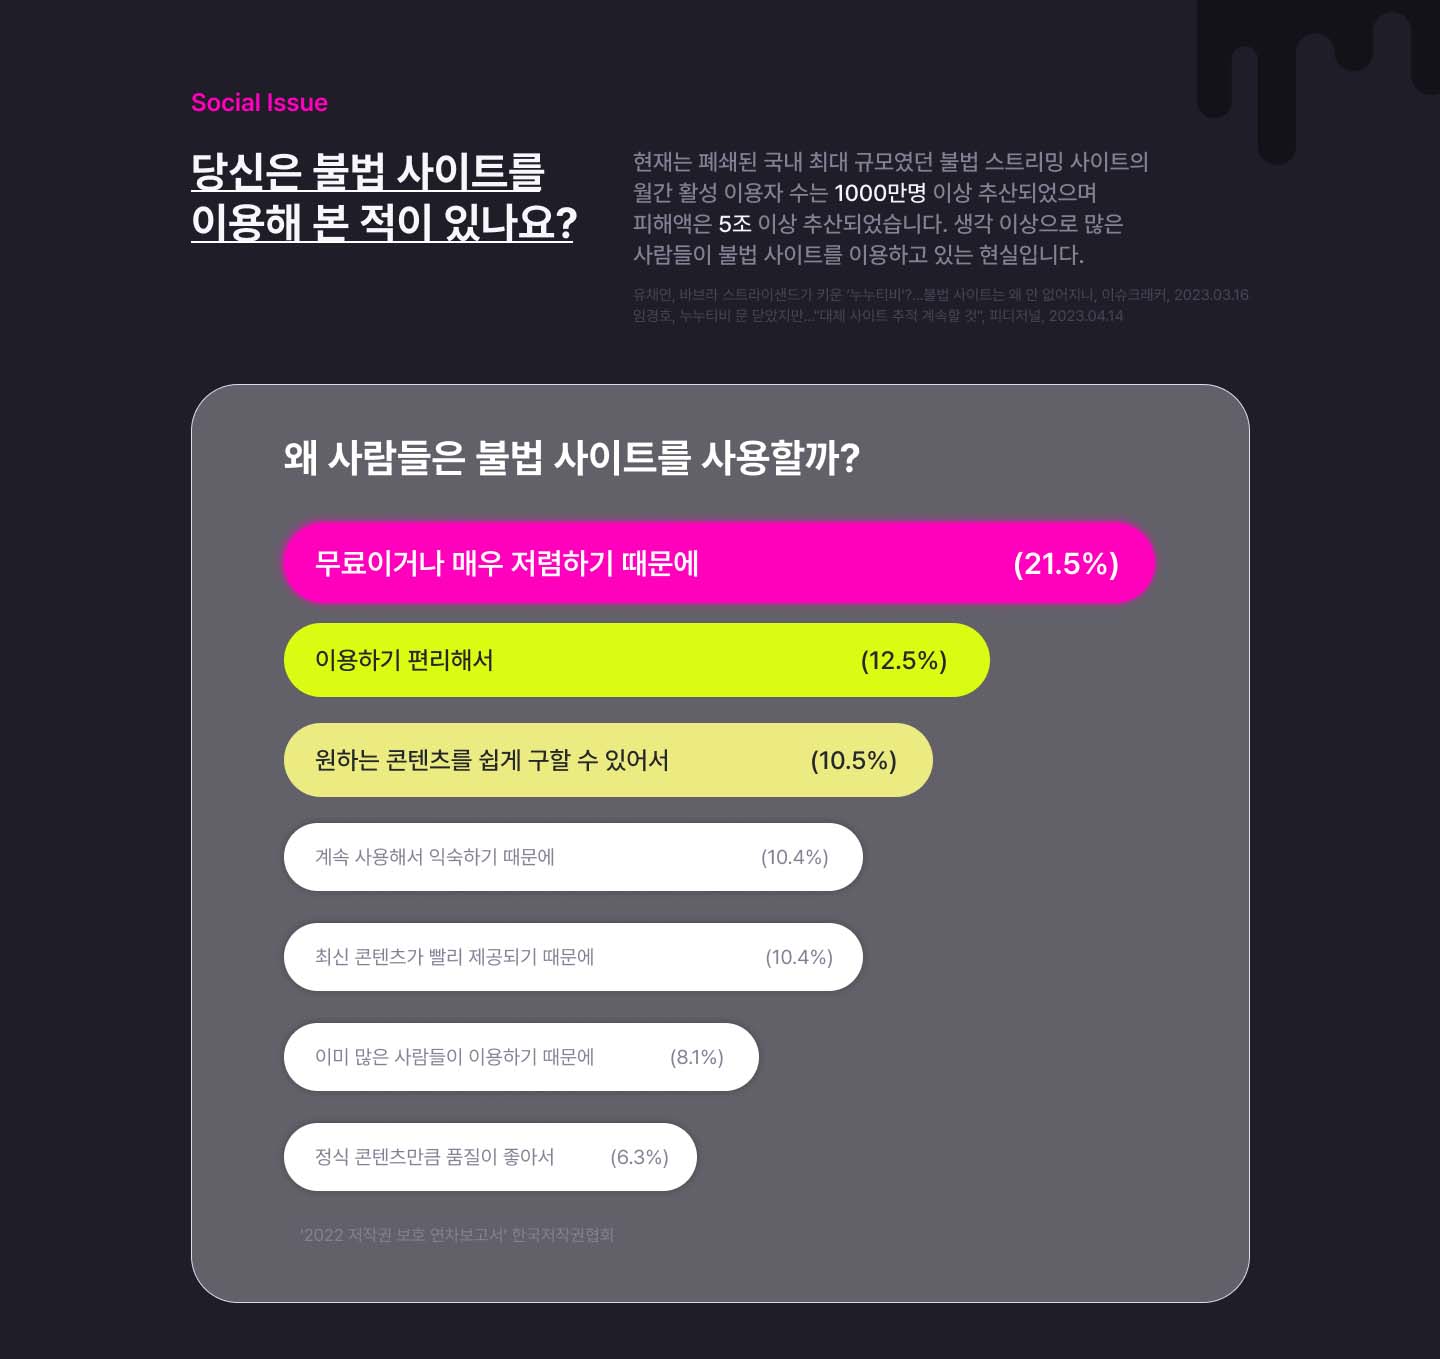 Social Issue
당신은 불법 사이트를
이용해 본 적이 있나요?
현재는 폐쇄된 국내 최대 규모였던 불법 스트리밍 사이트의
월간 활성 이용자 수는 1000만명 이상 추산되었으며
피해액은 5조 이상 추산되었습니다. 생각 이상으로 많은
사람들이 불법 사이트를 이용하고 있는 현실입니다.
유채연, 바브라 스트라이샌드가 키운 '누누티비'?...불법 사이트는 왜 안 없어지나, 이슈크래커, 2023.03.16
임경호, 누누티비 문 닫았지만..."대체 사이트 추적 계속할 것", 피디저널, 2023.04.14
왜 사람들은 불법 사이트를 사용할까?
무료이거나 매우 저렴하기 때문에 (21.5%)
이용하기 편리해서 (12.5%)
원하는 콘텐츠를 쉽게 구할 수 있어서 (10.5%)
계속 사용해서 익숙하기 때문에 (10.4%)
최신 콘텐츠가 빨리 제공되기 때문에 (10.4%)
이미 많은 사람들이 이용하기 때문에 (8.1%)
정식 콘텐츠만큼 품질이 좋아서 (6.3%)
'2022 저작권 보호 연차보고서' 한국저작권협회